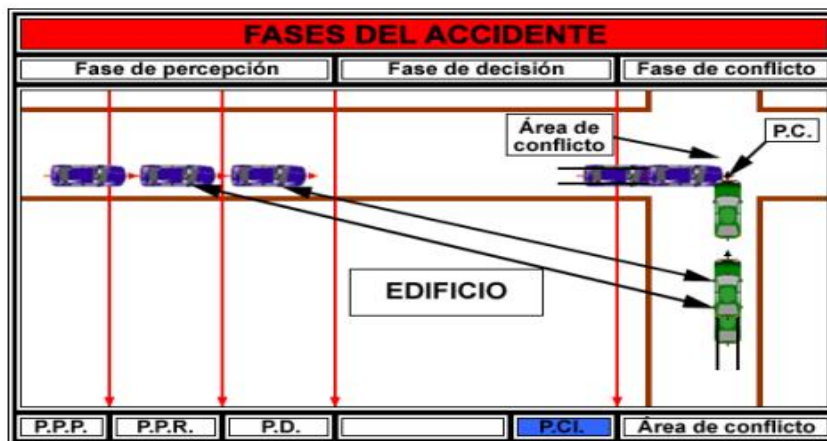 FASES DEL ACCIDENTE
Fase de percepción
Fase de decisión
Fase de conflicto
Área de
conflicto
P.C.
EDIFICIO
P.P.P.
P.P.R.
P.D.
P.CI.
Área de conflicto